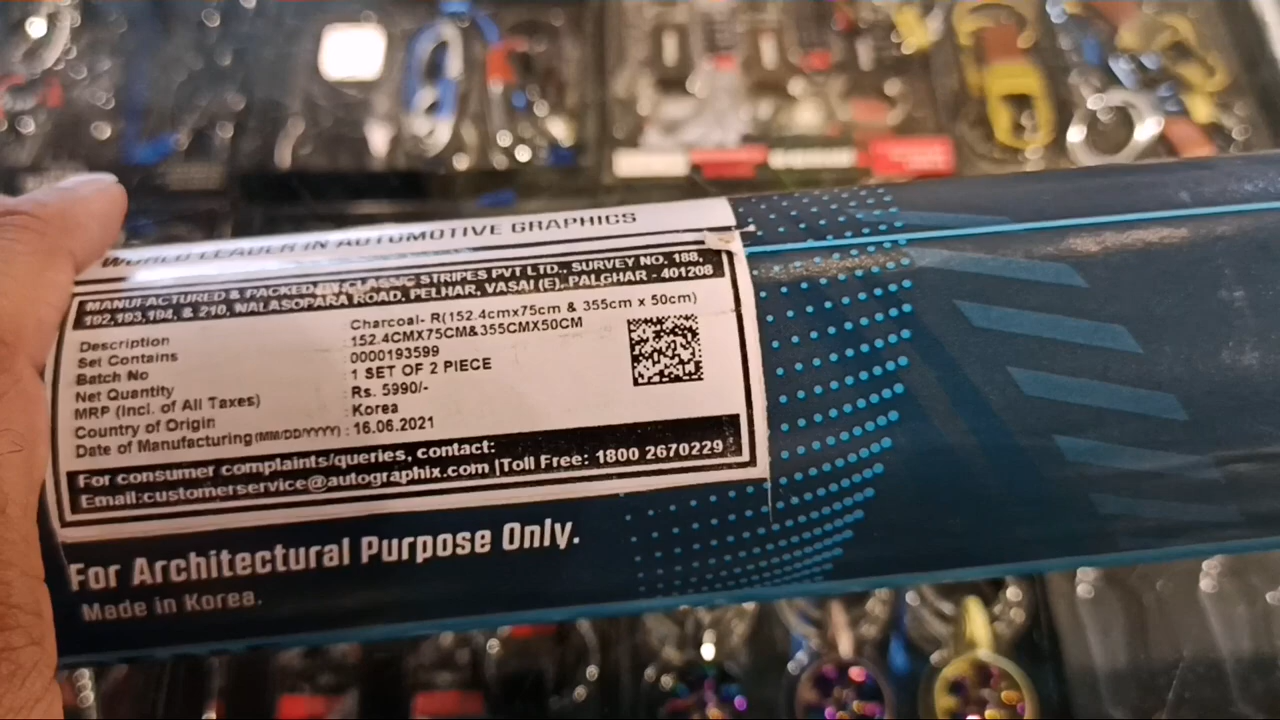 WORLD LEADER IN AUTOMOTIVE GRAPHICS
MANUFACTURED & PACKED BY:CLASSIC STRIPES PVT LTD., SURVEY NO. 188,
192,193,194, & 210, NALASOPARA ROAD, PELHAR, VASAI (E), PALGHAR - 401208
Description : Charcoal- R(152.4cmx75cm & 355cm x 50cm)
Set Contains : 152.4CMX75CM&355CMX50CM
Batch No : 0000193599
Net Quantity : 1 SET OF 2 PIECE
MRP (Incl. of All Taxes) : Rs. 5990/-
Country of Origin : Korea
Date of Manufacturing (MM/DD/YYYY) : 16.06.2021
For consumer complaints/queries, contact:
Email:customerservice@autographix.com |Toll Free: 1800 2670229
For Architectural Purpose Only.
Made in Korea.